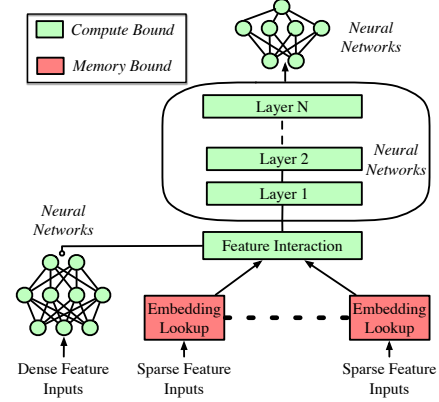 Compute Bound
Memory Bound
Neural
Networks
Layer N
Layer 2
Layer 1
Neural
Networks
Neural
Networks
Feature Interaction
Embedding
Lookup
Embedding
Lookup
Dense Feature
Inputs
Sparse Feature
Inputs
Sparse Feature
Inputs